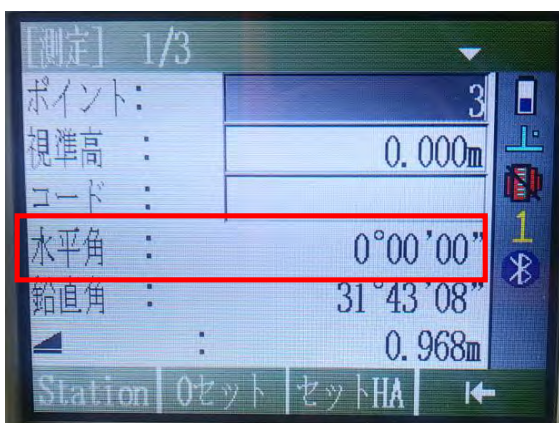 [測定] 1/3
ポイント: 3
視準高 : 0.000m
コード :
水平角 : 0°00'00"
鉛直角 : 31°43'08"
: 0.968m
1
Station 0セット セットHA